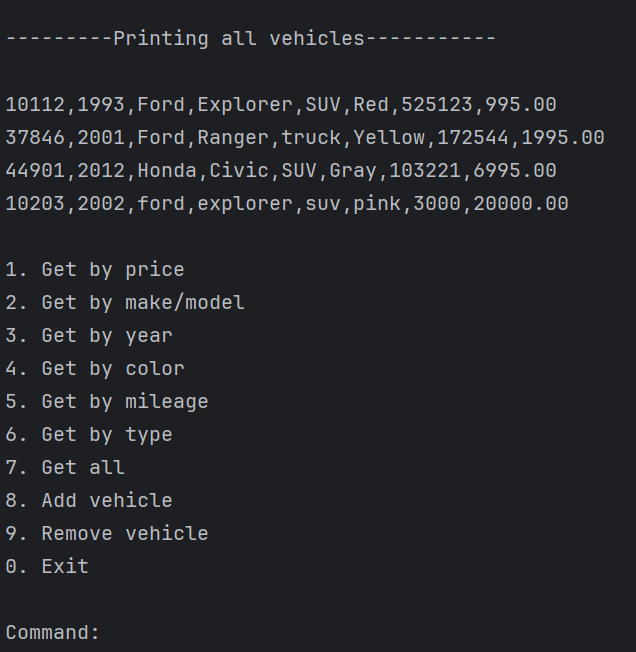 ---------Printing all vehicles-----------
10112,1993,Ford,Explorer,SUV,Red,525123,995.00
37846,2001,Ford,Ranger,truck,Yellow,172544,1995.00
44901,2012,Honda,Civic,SUV,Gray,103221,6995.00
10203,2002,ford,explorer,suv,pink,3000,20000.00
1. Get by price
2. Get by make/model
3. Get by year
4. Get by color
5. Get by mileage
6. Get by type
7. Get all
8. Add vehicle
9. Remove vehicle
0. Exit
Command: